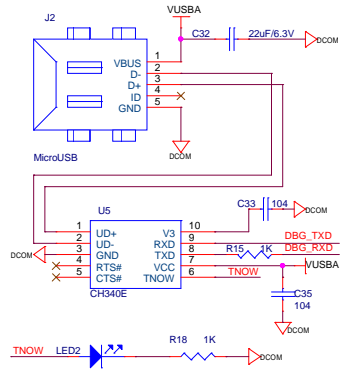 VUSBA
J2
C32 22uF/6.3V
DCOM
VBUS 1
D- 2
D+ 3
ID 4
GND 5
MicroUSB
DCOM
U5
C33 104
DCOM
1 UD+ V3 10
2 UD- RXD 9 DBG_TXD
3 GND TXD 8 R15 1K DBG_RXD
DCOM
4 RTS# VCC 7 VUSBA
5 CTS# TNOW 6 TNOW
CH340E
C35
104
DCOM
TNOW LED2 R18 1K
DCOM